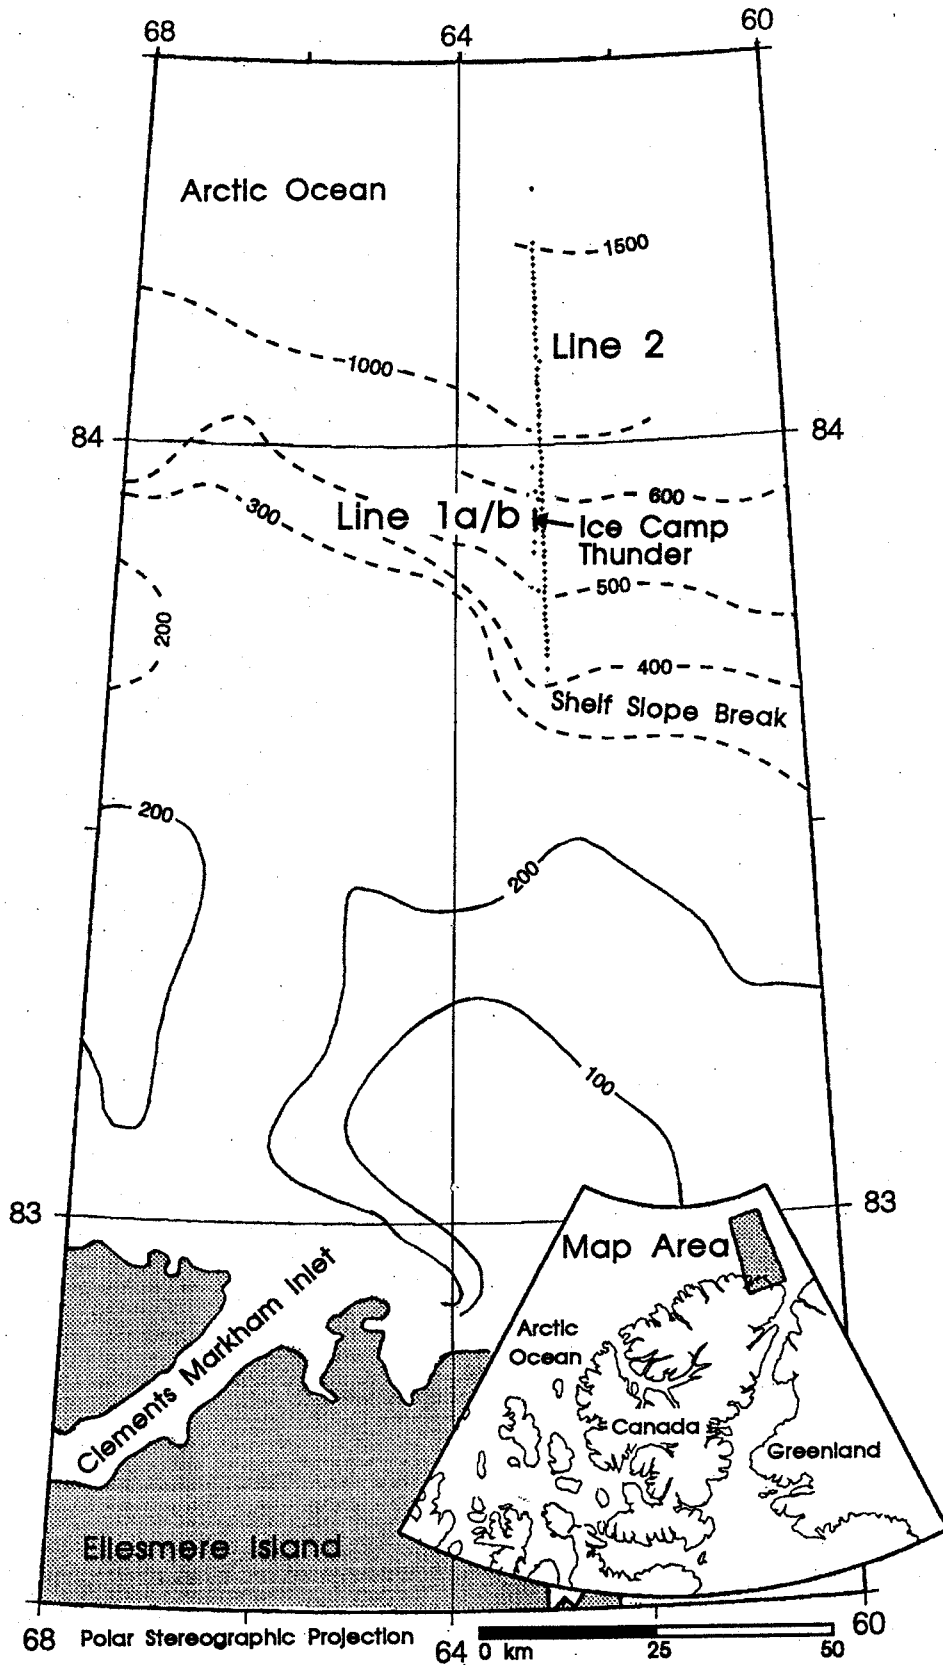 68
64
60
Arctic Ocean
1500
Line 2
1000
84
84
600
300
Line 1a/b
Ice Camp
Thunder
500
200
400
Shelf Slope Break
200
200
100
83
83
Map Area
Clements Markham Inlet
Arctic
Ocean
Canada
Greenland
Ellesmere Island
68
Polar Stereographic Projection
64
0 km
25
50
60